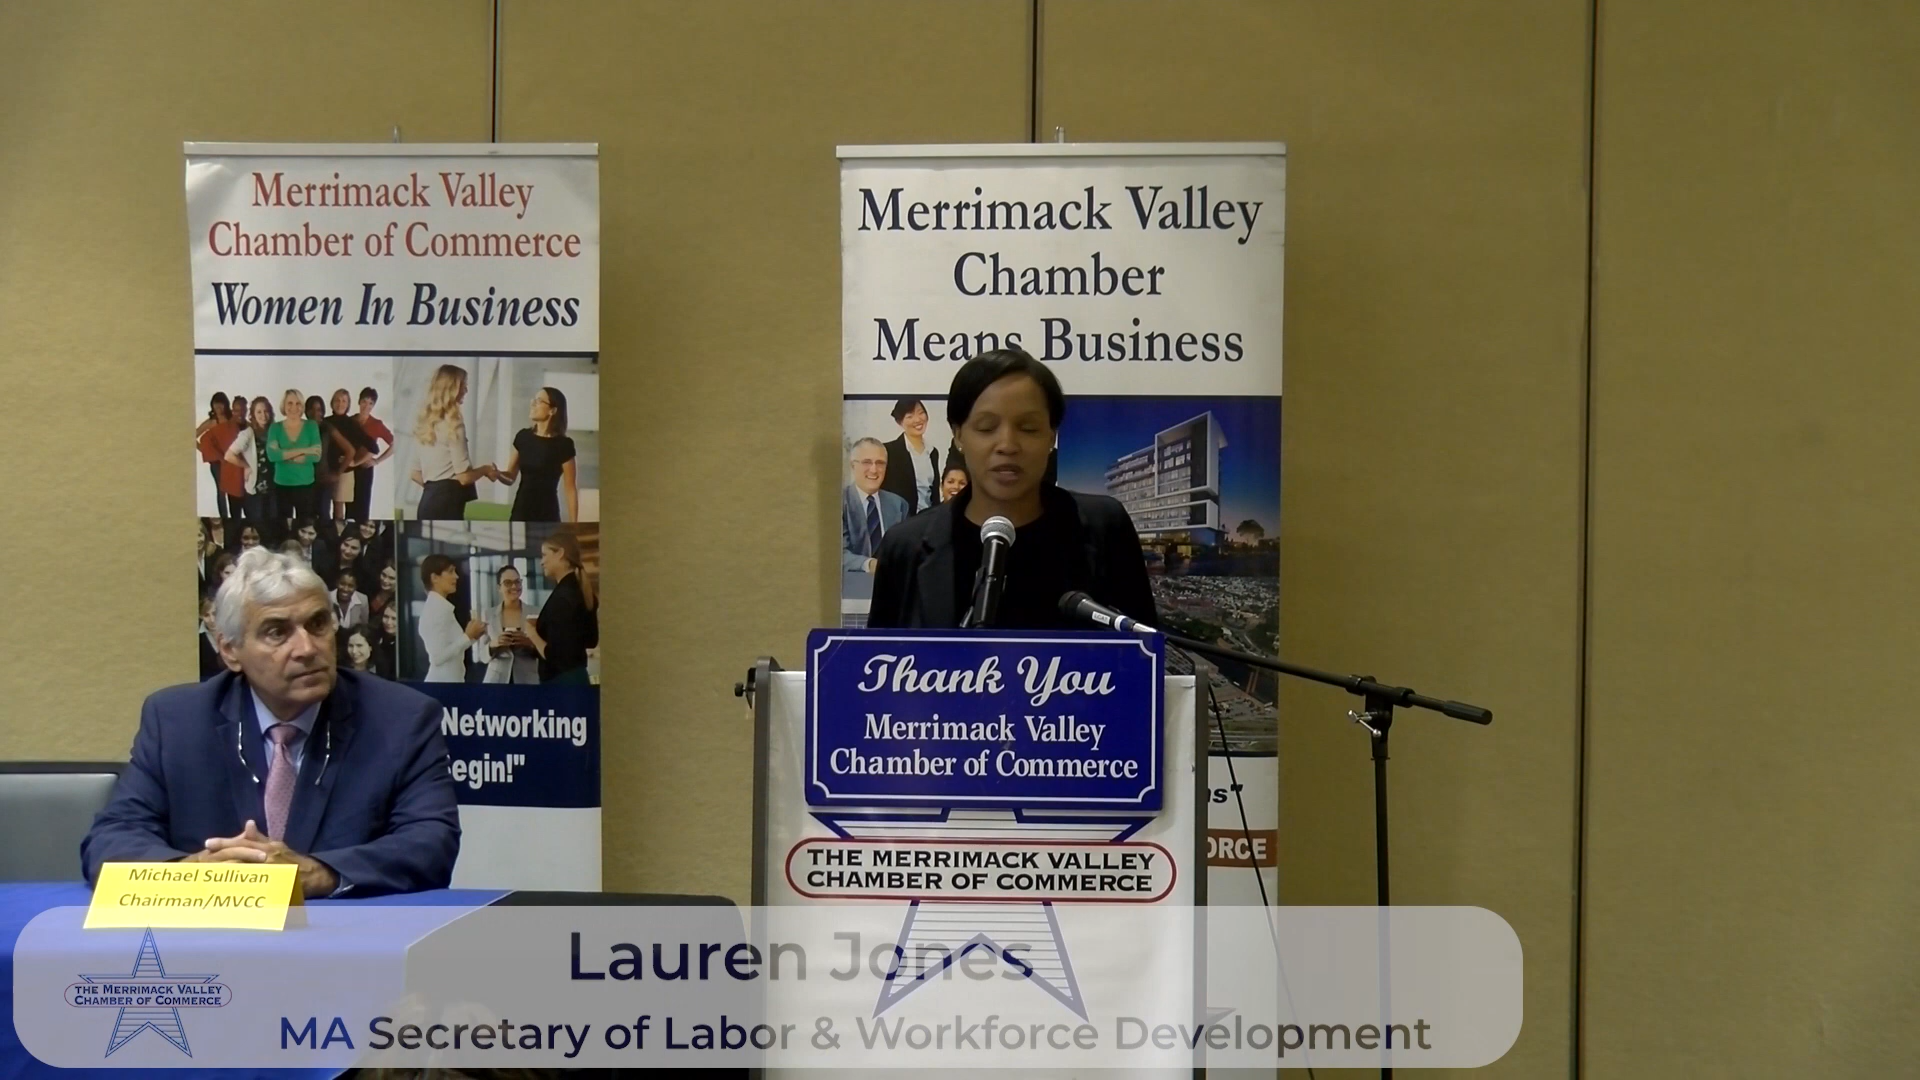 Merrimack Valley
Chamber of Commerce
Women In Business
Networking
egin!"
Merrimack Valley
Chamber
Means Business
Thank You
Merrimack Valley
Chamber of Commerce
THE MERRIMACK VALLEY
CHAMBER OF COMMERCE
Michael Sullivan
Chairman/MVCC
Lauren Jones
MA Secretary of Labor & Workforce Development
THE MERRIMACK VALLEY
CHAMBER OF COMMERCE